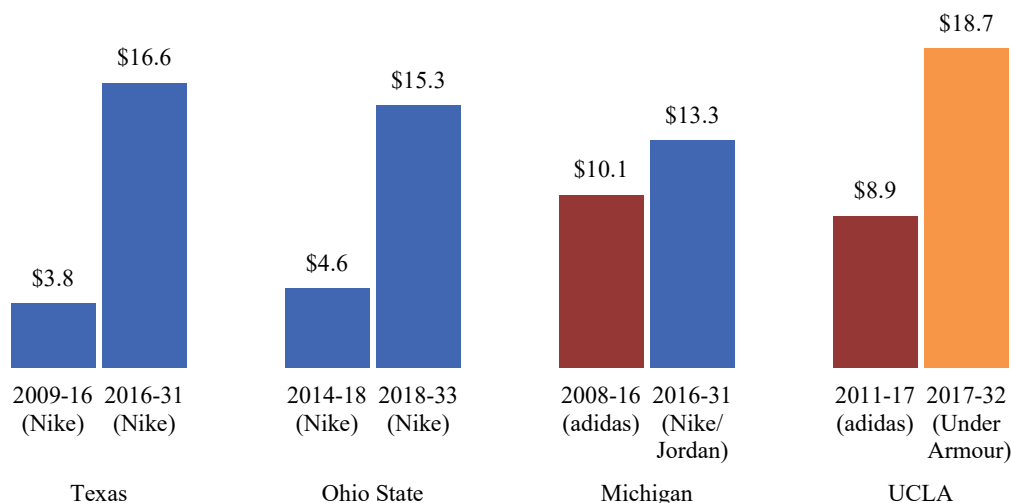 $18.7
$16.6
$15.3
$13.3
$10.1
$8.9
$4.6
$3.8
2009-16 2016-31 2014-18 2018-33 2008-16 2016-31 2011-17 2017-32
(Nike) (Nike) (Nike) (Nike) (adidas) (Nike/ (adidas) (Under
Jordan) Armour)
Texas Ohio State Michigan UCLA